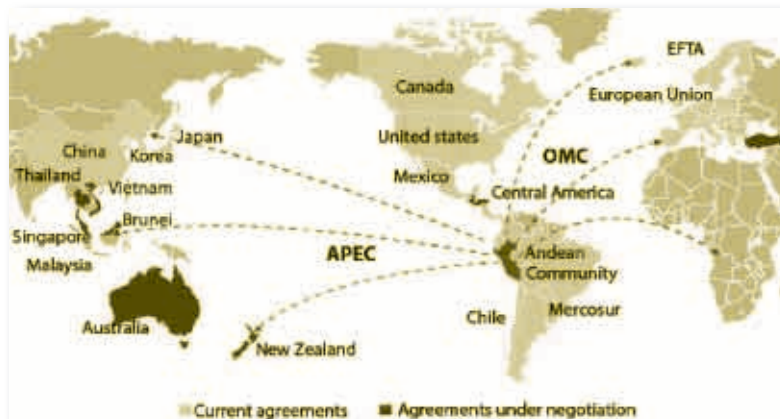 EFTA
Canada
European Union
Japan
United states
China
Korea
OMC
Thailand
Mexico
Vietnam
Central America
Brunei
Singapore
APEC
Andean
Community
Malaysia
Mercosur
Chile
Australia
New Zealand
Current agreements
Agreements under negotiation